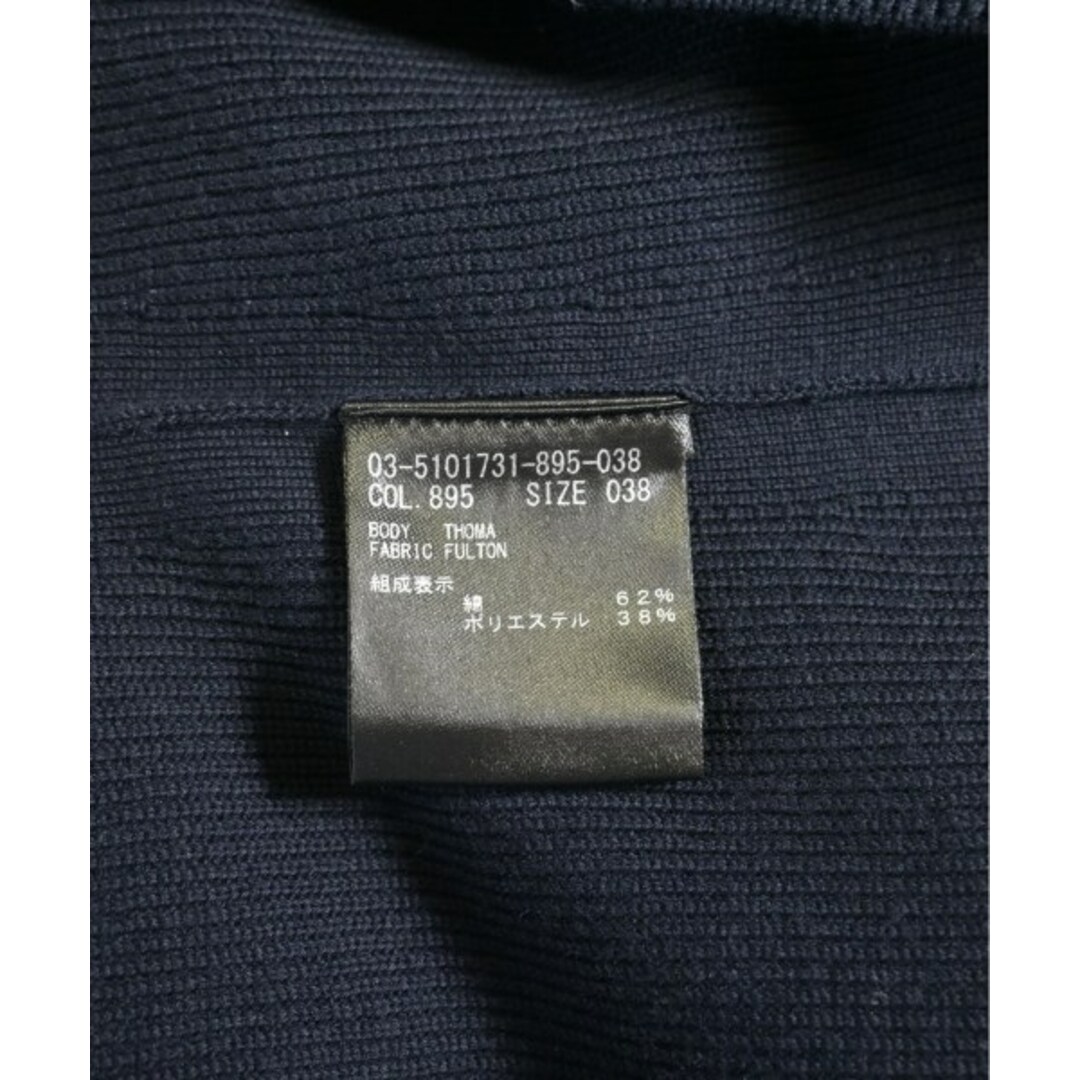 03-5101731-895-038
COL. 895 SIZE 038
BODY THOMA
FABRIC FULTON
組成表示
綿 62%
ポリエステル 38%